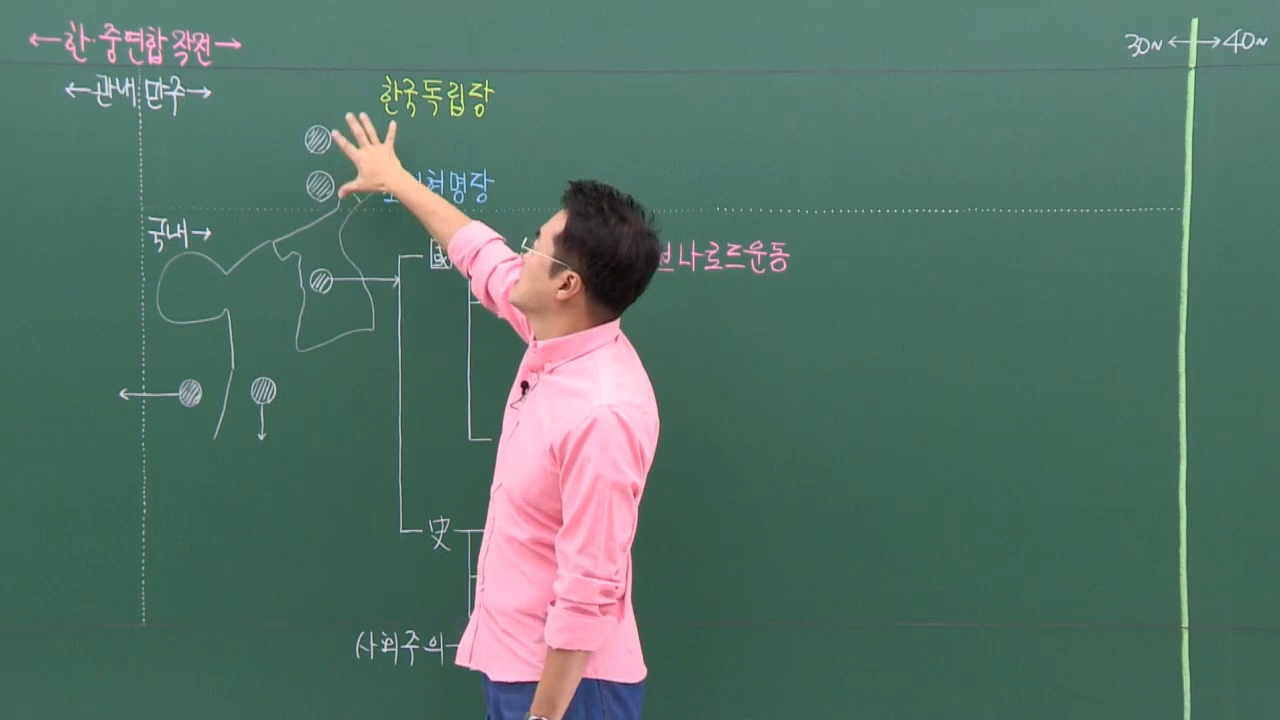 ←한·중연합 작전→
30N ←→ 40N
←관내 만주→
한국독립당
혁명당
국내→
國
나로드운동
史
사회주의